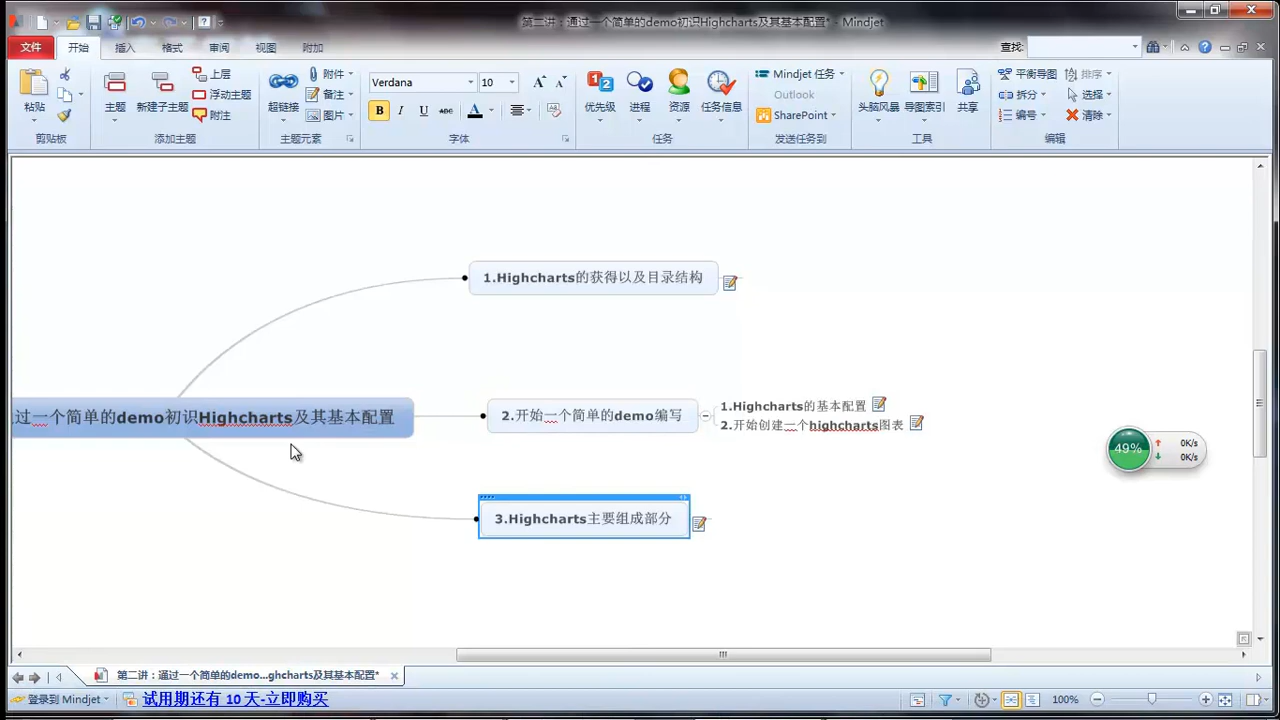 第二讲：通过一个简单的demo初识Highcharts及其基本配置* - Mindjet
文件 开始 插入 格式 审阅 视图 附加 查找:
粘贴 剪贴板
主题 新建子主题 上层 浮动主题 附注 添加主题
超链接 附件 备注 图片 主题元素
Verdana 10 B I U abc A 字体
优先级 进程 资源 任务信息 任务
Mindjet 任务 Outlook SharePoint 发送任务到
头脑风暴 导图索引 共享 工具
平衡导图 排序 拆分 选择 编号 清除 编辑
1.Highcharts的获得以及目录结构
过一个简单的demo初识Highcharts及其基本配置
2.开始一个简单的demo编写
1.Highcharts的基本配置
2.开始创建一个highcharts图表
49%
0K/s
0K/s
3.Highcharts主要组成部分
第二讲：通过一个简单的demo...ghcharts及其基本配置*
登录到 Mindjet 试用期还有 10 天-立即购买 100%